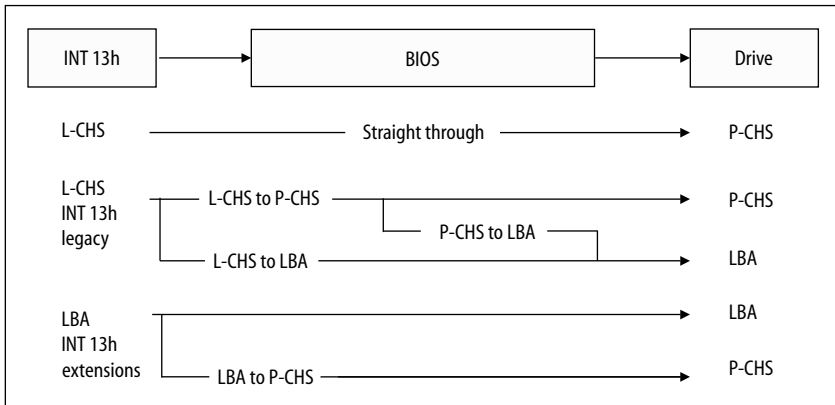 INT 13h
BIOS
Drive
L-CHS
Straight through
P-CHS
L-CHS
INT 13h
legacy
L-CHS to P-CHS
P-CHS
P-CHS to LBA
L-CHS to LBA
LBA
LBA
INT 13h
extensions
LBA
LBA to P-CHS
P-CHS